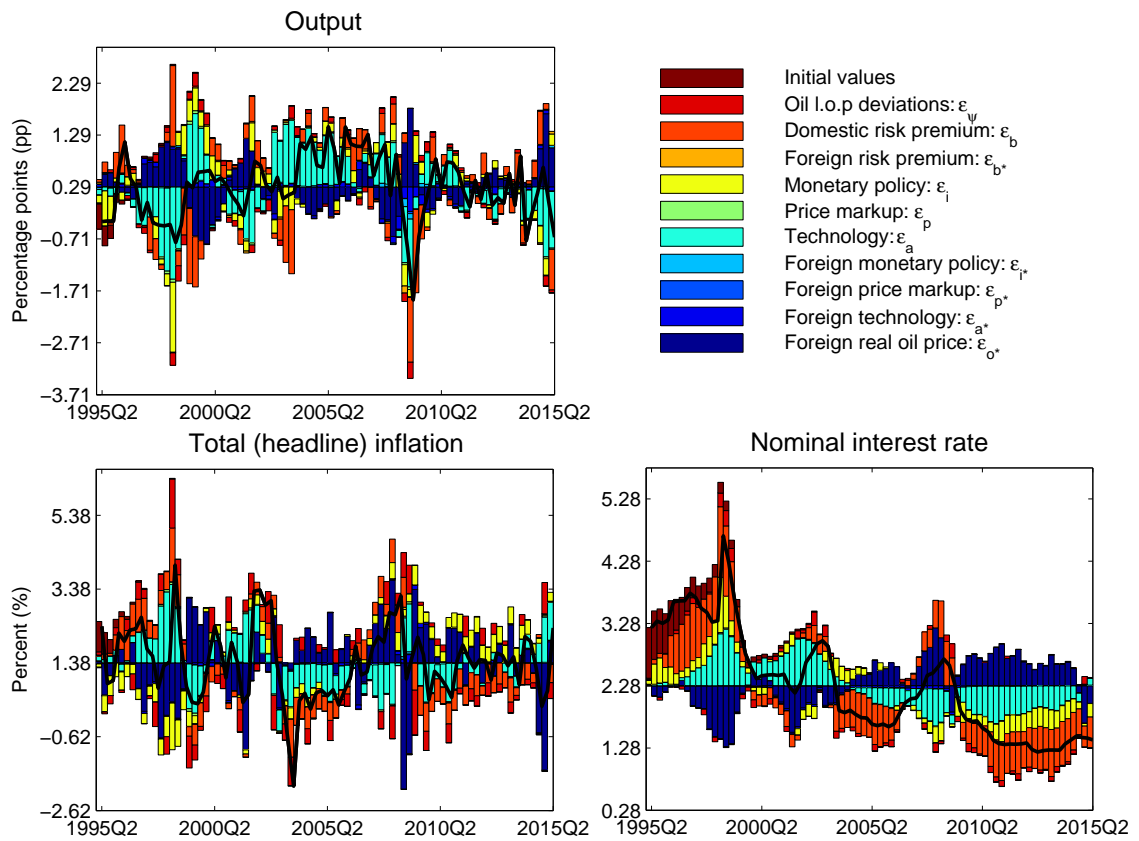 Output
Percentage points (pp)
2.29
1.29
0.29
−0.71
−1.71
−2.71
−3.71
1995Q2 2000Q2 2005Q2 2010Q2 2015Q2
Initial values
Oil l.o.p deviations: εψ
Domestic risk premium: εb
Foreign risk premium: εb*
Monetary policy: εi
Price markup: εp
Technology: εa
Foreign monetary policy: εi*
Foreign price markup: εp*
Foreign technology: εa*
Foreign real oil price: εo*
Total (headline) inflation
Percent (%)
5.38
3.38
1.38
−0.62
−2.62
1995Q2 2000Q2 2005Q2 2010Q2 2015Q2
Nominal interest rate
5.28
4.28
3.28
2.28
1.28
0.28
1995Q2 2000Q2 2005Q2 2010Q2 2015Q2